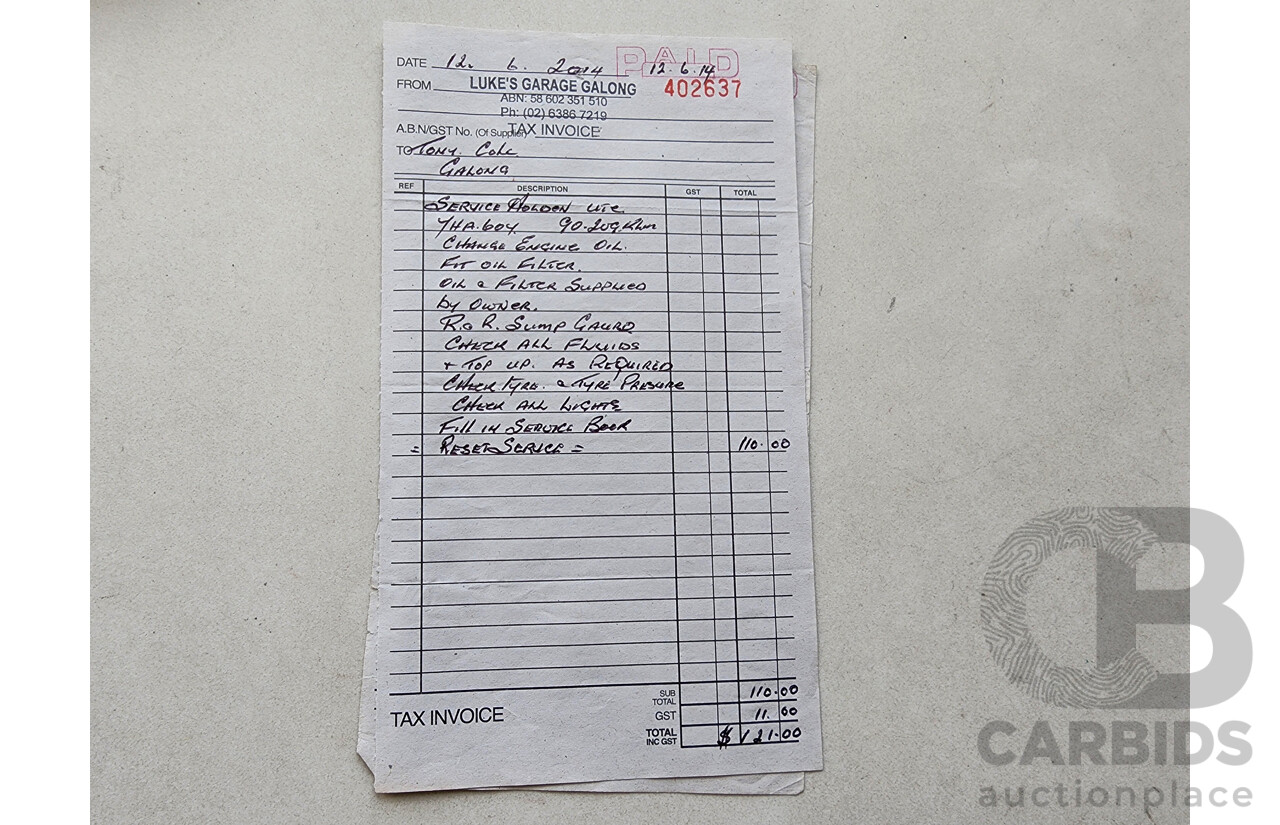 PAID
DATE 12. 6. 2014 12.6.14
FROM LUKE'S GARAGE GALONG 402637
ABN: 58 602 351 510
Ph: (02) 6386 7219
A.B.N/GST No. (Of Supplier) TAX INVOICE
TO Tony Cole
GALONG
REF DESCRIPTION GST TOTAL
SERVICE HOLDEN UTE.
YHA.60Y 90.209.Klm
CHANGE ENGINE OIL.
FIT OIL FILTER.
OIL & FILTER SUPPLIED
by OWNER.
R.&R. SUMP GAURD
CHECK ALL FLUIDS
+ TOP UP. AS REQUIRED
CHECK TYRE. & TYRE PRESURE
CHECK ALL LIGHTS
Fill IN SERVICE BOOK
= RESET SERVICE = 110.00
SUB TOTAL 110.00
TAX INVOICE
GST 11.00
TOTAL INC GST $ 121.00
CB
CARBIDS
auctionplace